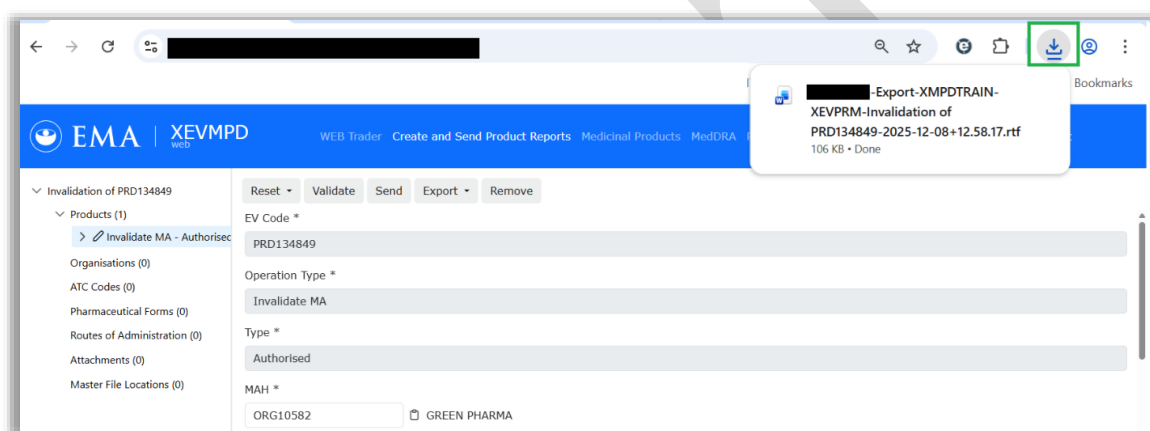 Bookmarks
-Export-XMPDTRAIN-
XEVPRM-Invalidation of
PRD134849-2025-12-08+12.58.17.rtf
106 KB • Done
EMA | XEVMPD
web
WEB Trader Create and Send Product Reports Medicinal Products MedDRA
Invalidation of PRD134849
Products (1)
Invalidate MA - Authorised
Organisations (0)
ATC Codes (0)
Pharmaceutical Forms (0)
Routes of Administration (0)
Attachments (0)
Master File Locations (0)
Reset Validate Send Export Remove
EV Code *
PRD134849
Operation Type *
Invalidate MA
Type *
Authorised
MAH *
ORG10582 GREEN PHARMA